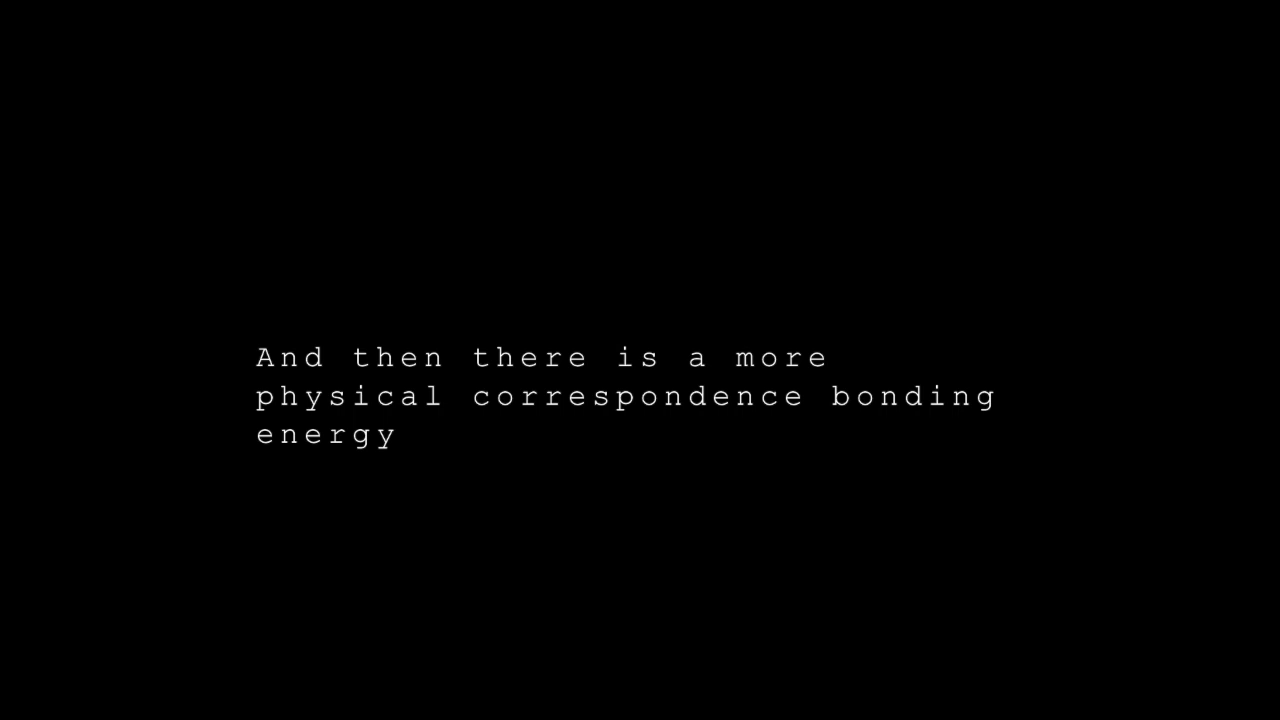 And then there is a more
physical correspondence bonding
energy